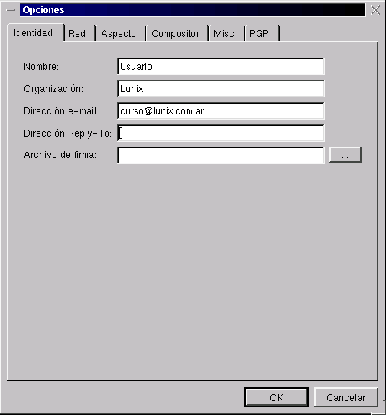 Opciones
Identidad Red Aspecto Compositor Misc PGP
Nombre: Usuario
Organización: Lunix
Dirección e-mail: curso@lunix.com.ar
Dirección Reply-To:
Archivo de firma: ...
OK Cancelar